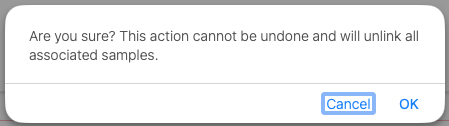 Are you sure? This action cannot be undone and will unlink all
associated samples.
Cancel OK